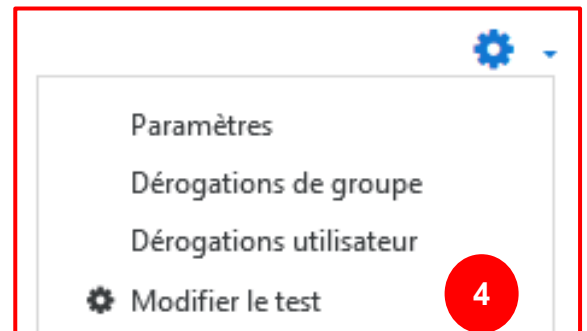 Paramètres
Dérogations de groupe
Dérogations utilisateur
Modifier le test
4